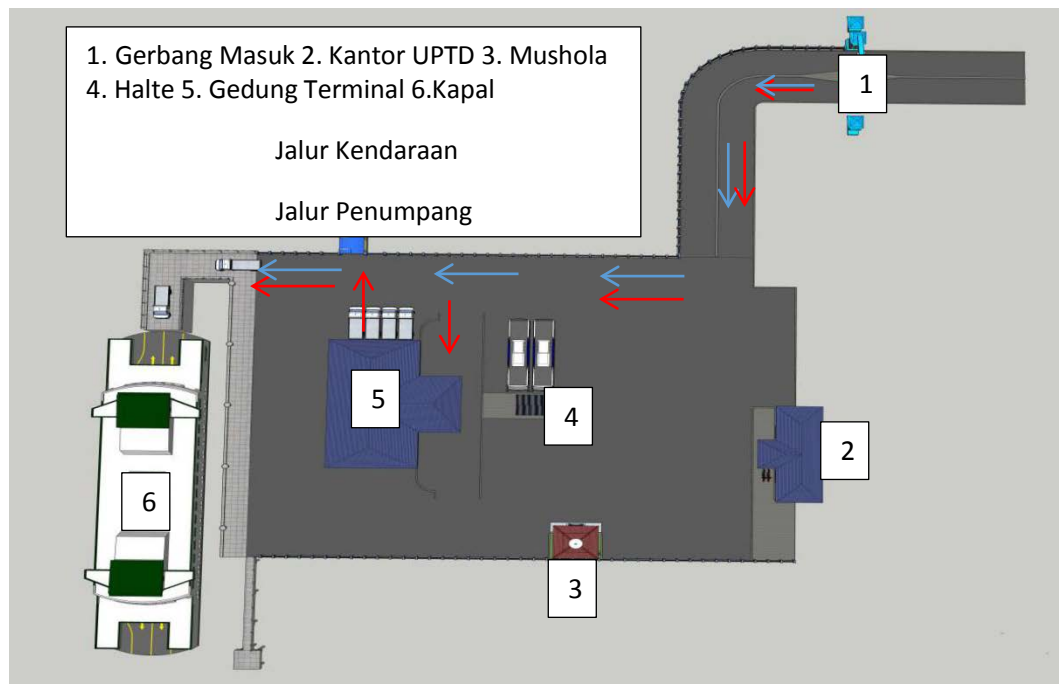 1. Gerbang Masuk 2. Kantor UPTD 3. Mushola
4. Halte 5. Gedung Terminal 6.Kapal
Jalur Kendaraan
Jalur Penumpang
1
5
4
2
6
3